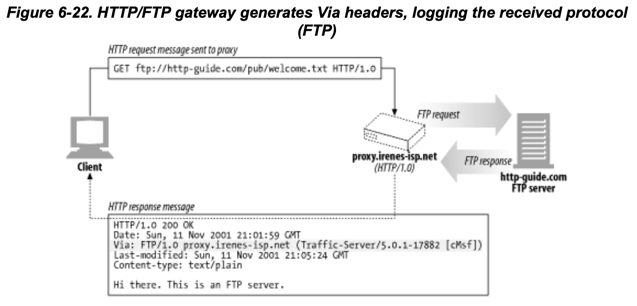 Figure 6-22. HTTP/FTP gateway generates Via headers, logging the received protocol
(FTP)
HTTP request message sent to proxy
GET ftp://http-guide.com/pub/welcome.txt HTTP/1.0
Client
proxy.irenes-isp.net
(HTTP/1.0)
FTP request
FTP response
http-guide.com
FTP server
HTTP response message
HTTP/1.0 200 OK
Date: Sun, 11 Nov 2001 21:01:59 GMT
Via: FTP/1.0 proxy.irenes-isp.net (Traffic-Server/5.0.1-17882 [cMsf])
Last-modified: Sun, 11 Nov 2001 21:05:24 GMT
Content-type: text/plain
Hi there. This is an FTP server.